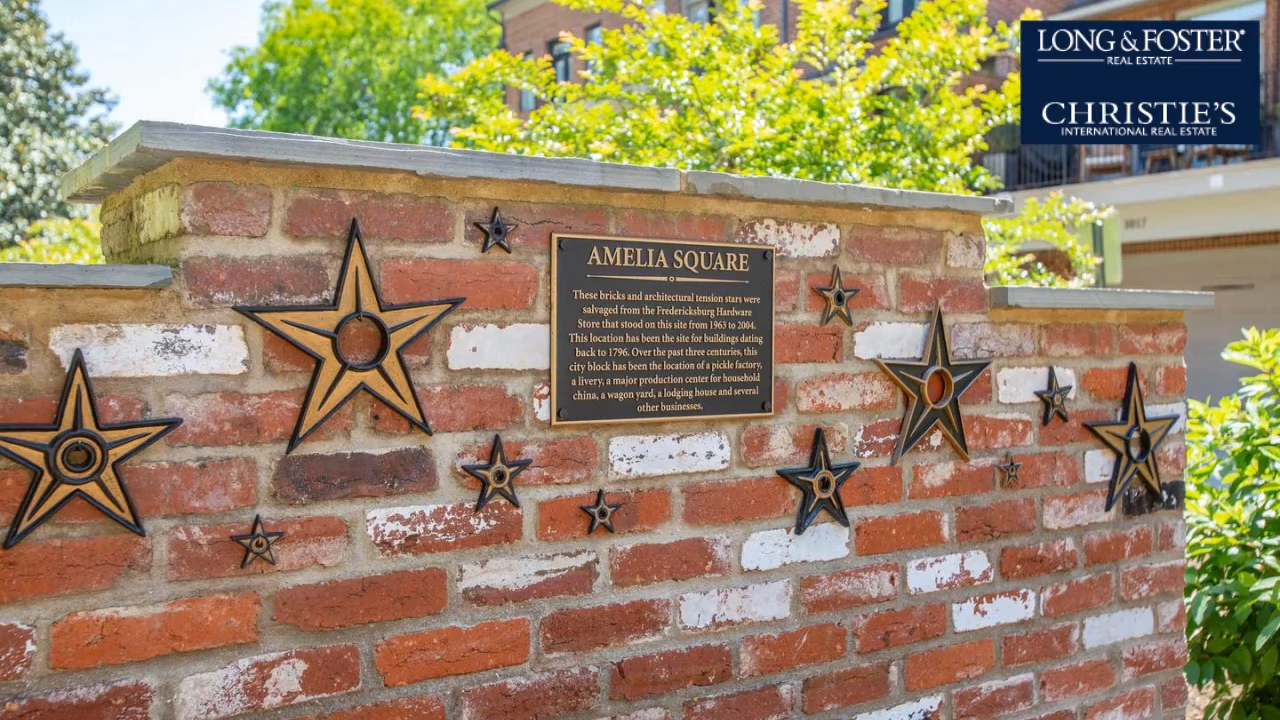 LONG & FOSTER®
REAL ESTATE
CHRISTIE'S
INTERNATIONAL REAL ESTATE
AMELIA SQUARE
These bricks and architectural tension stars were
salvaged from the Fredericksburg Hardware
Store that stood on this site from 1963 to 2004.
This location has been the site for buildings dating
back to 1796. Over the past three centuries, this
city block has been the location of a pickle factory,
a livery, a major production center for household
china, a wagon yard, a lodging house and several
other businesses.